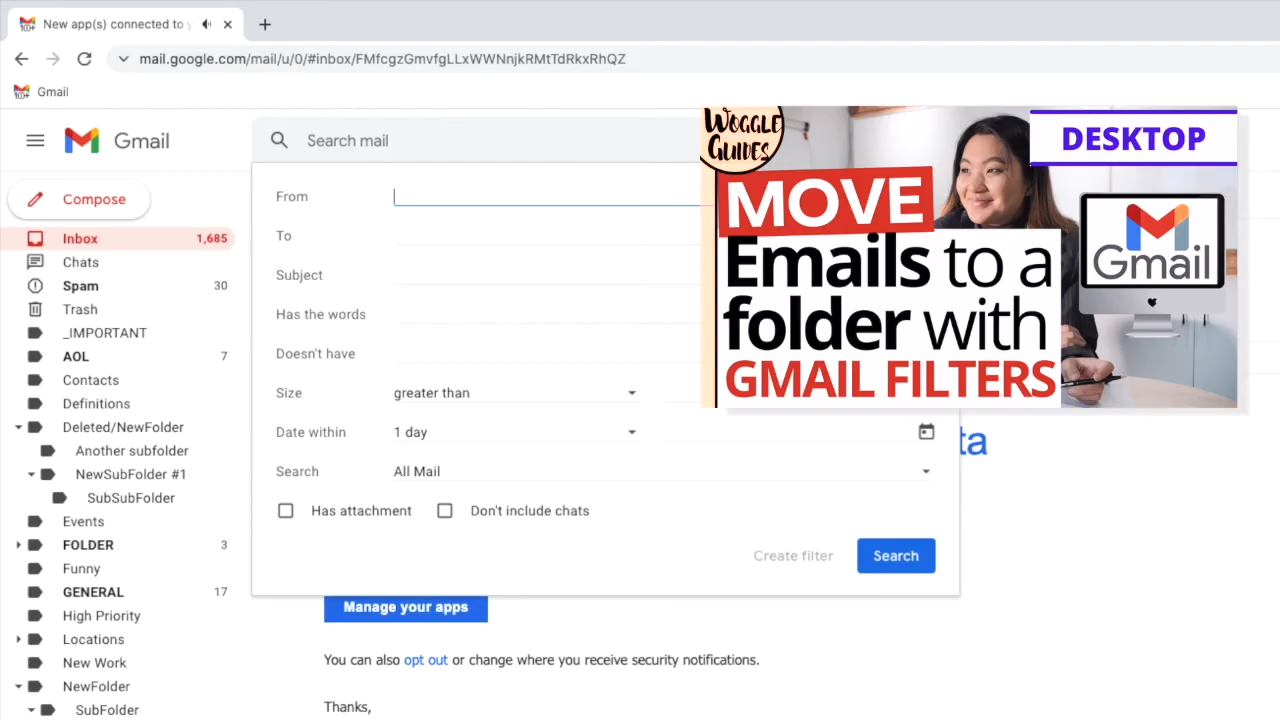 New app(s) connected to y
mail.google.com/mail/u/0/#inbox/FMfcgzGmvfgLLxWWNnjkRMtTdRkxRhQZ
Gmail
Gmail
Search mail
Compose
Inbox 1,685
Chats
Spam 30
Trash
_IMPORTANT
AOL 7
Contacts
Definitions
Deleted/NewFolder
Another subfolder
NewSubFolder #1
SubSubFolder
Events
FOLDER 3
Funny
GENERAL 17
High Priority
Locations
New Work
NewFolder
SubFolder
From
To
Subject
Has the words
Doesn't have
Size greater than
Date within 1 day
Search All Mail
Has attachment Don't include chats
Create filter Search
WOGGLE
GUIDES
DESKTOP
MOVE
Emails to a
folder with
GMAIL FILTERS
Gmail
ta
Manage your apps
You can also opt out or change where you receive security notifications.
Thanks,